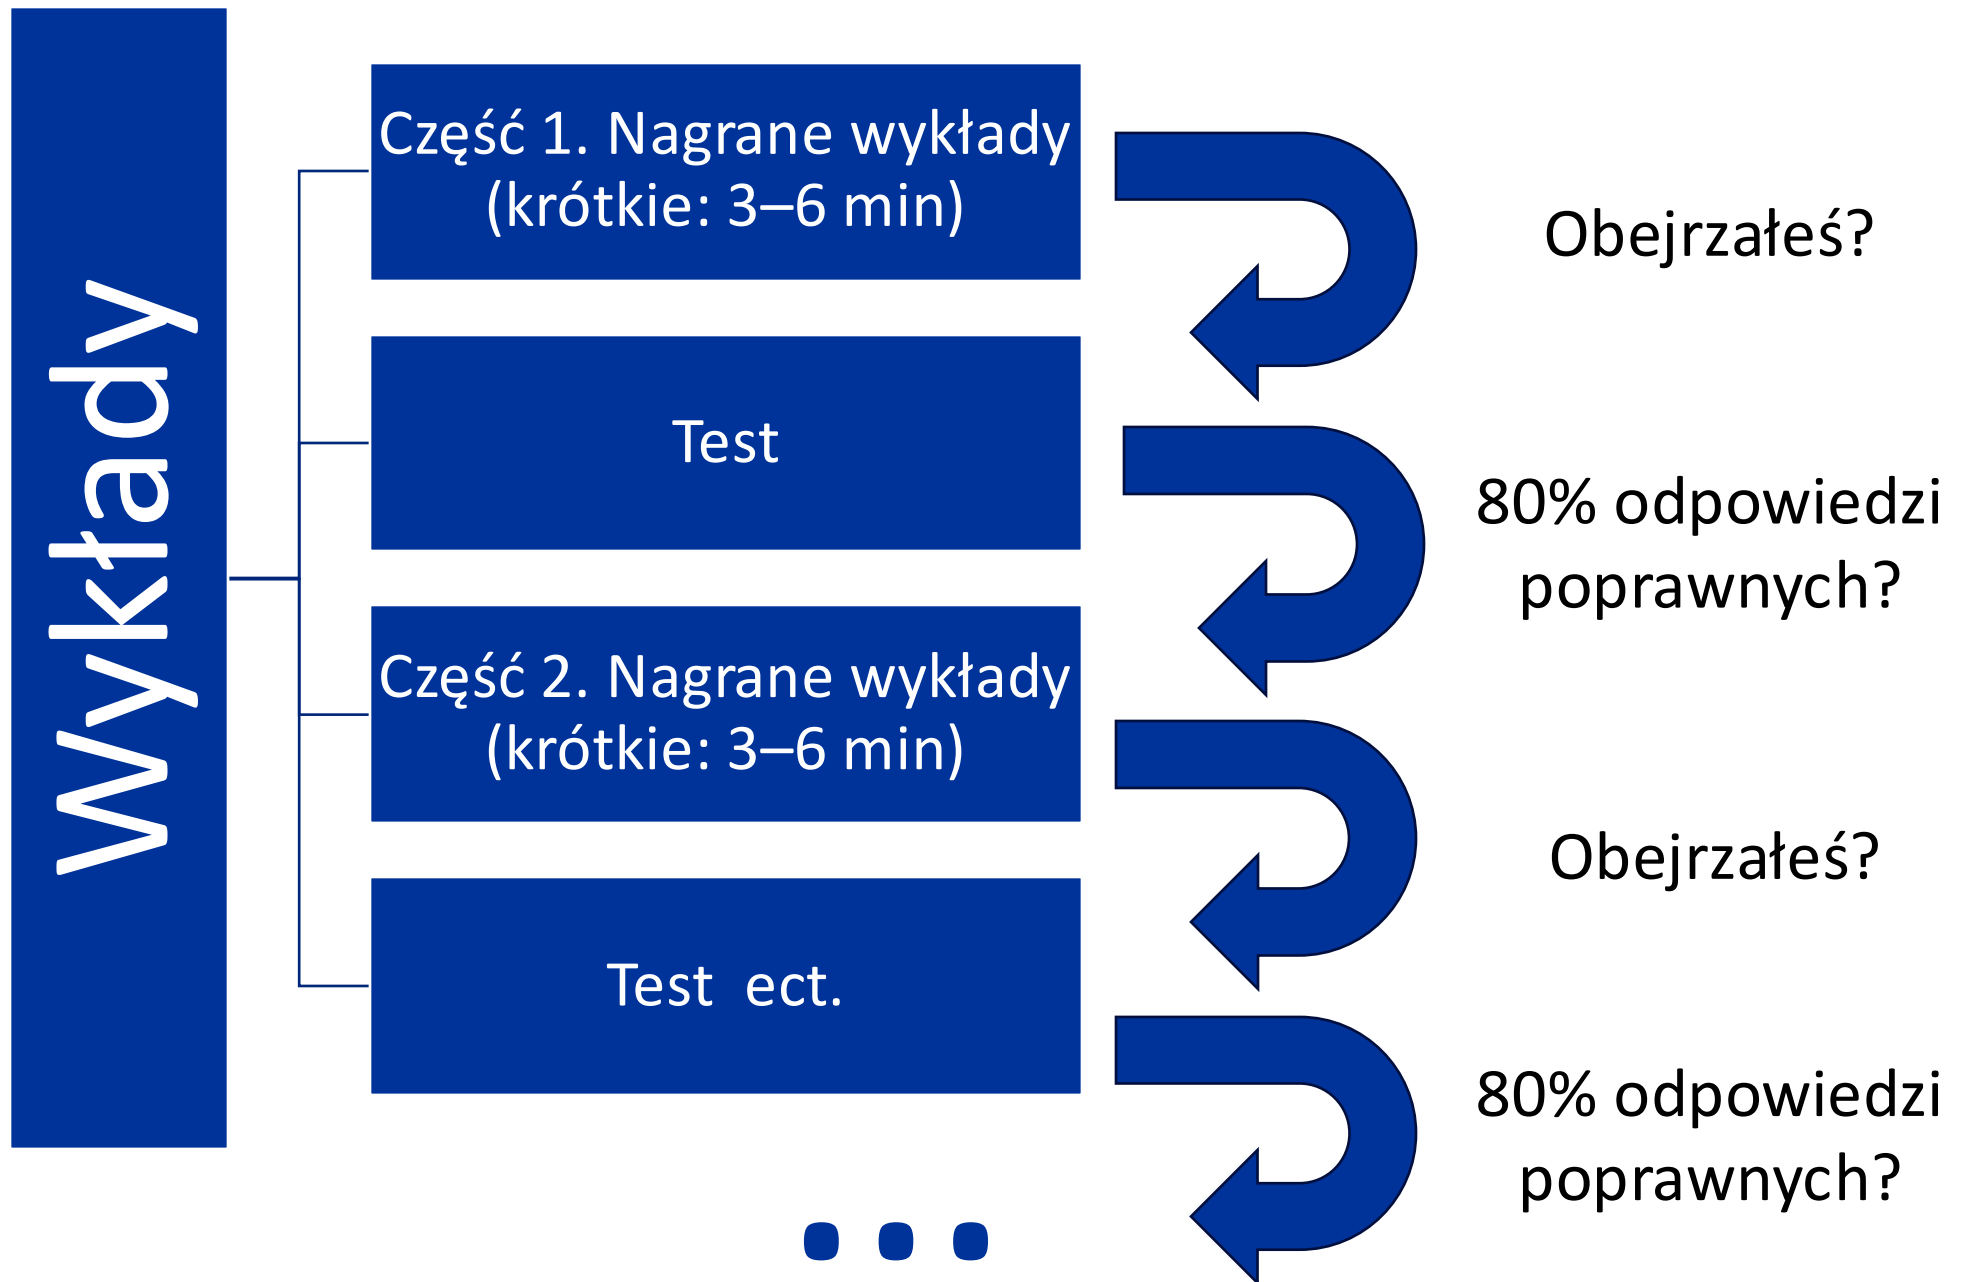 Wykłady
Część 1. Nagrane wykłady
(krótkie: 3–6 min)
Obejrzałeś?
Test
80% odpowiedzi
poprawnych?
Część 2. Nagrane wykłady
(krótkie: 3–6 min)
Obejrzałeś?
Test  ect.
80% odpowiedzi
poprawnych?
...